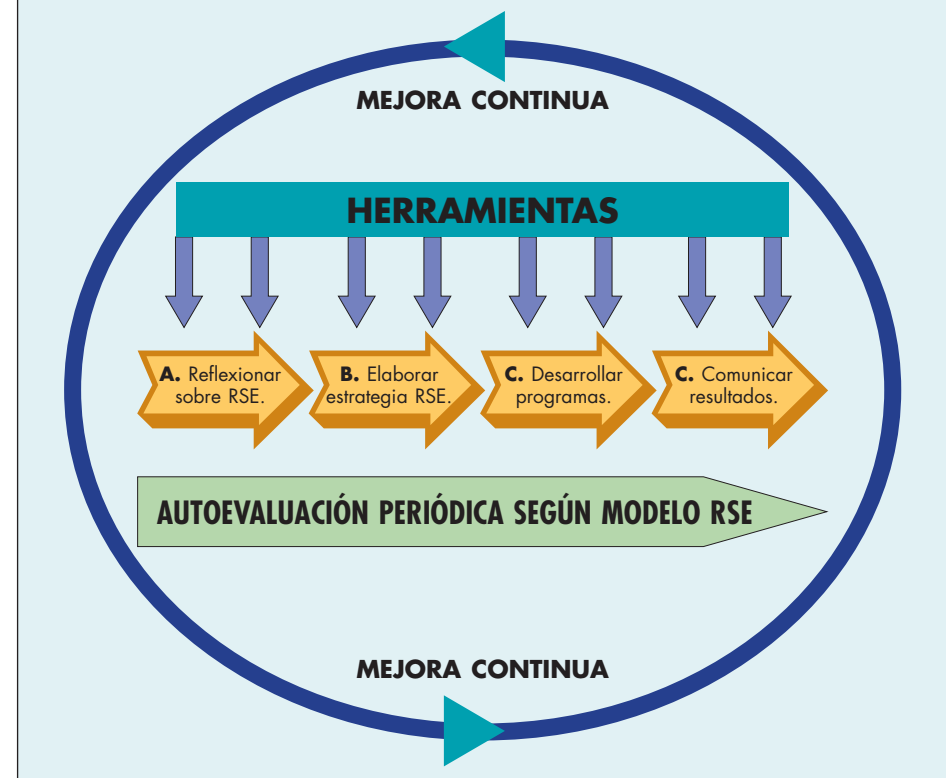 MEJORA CONTINUA
HERRAMIENTAS
A. Reflexionar
sobre RSE.
B. Elaborar
estrategia RSE.
C. Desarrollar
programas.
C. Comunicar
resultados.
AUTOEVALUACIÓN PERIÓDICA SEGÚN MODELO RSE
MEJORA CONTINUA